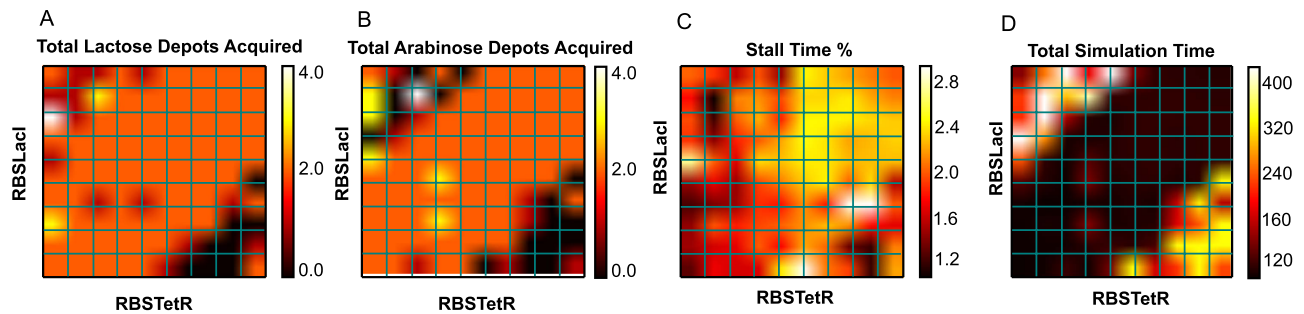 A
Total Lactose Depots Acquired
RBSLacI
4.0
2.0
0.0
RBSTetR
B
Total Arabinose Depots Acquired
RBSLacI
4.0
2.0
0.0
RBSTetR
C
Stall Time %
RBSLacI
2.8
2.4
2.0
1.6
1.2
RBSTetR
D
Total Simulation Time
RBSLacI
400
320
240
160
120
RBSTetR